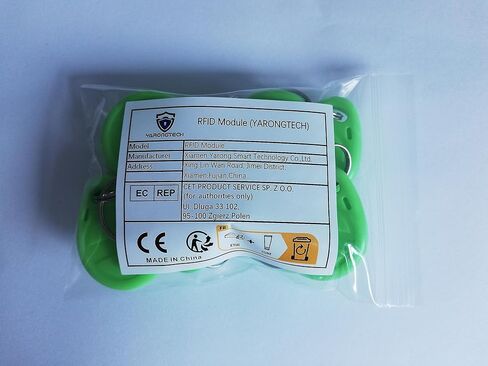 RFID Module (YARONGTECH)
YARONGTECH
Model RFID Module
Manufacturer Xiamen Yarong Smart Technology Co.,Ltd.
Address Xing Lin Wan Road, Jimei District,
Xiamen,Fujian,China
EC REP CET PRODUCT SERVICE SP. Z O.O.
(for authorities only)
Ul. Dluga 33 102,
95-100 Zgierz Polen
CE
FR
MADE IN China